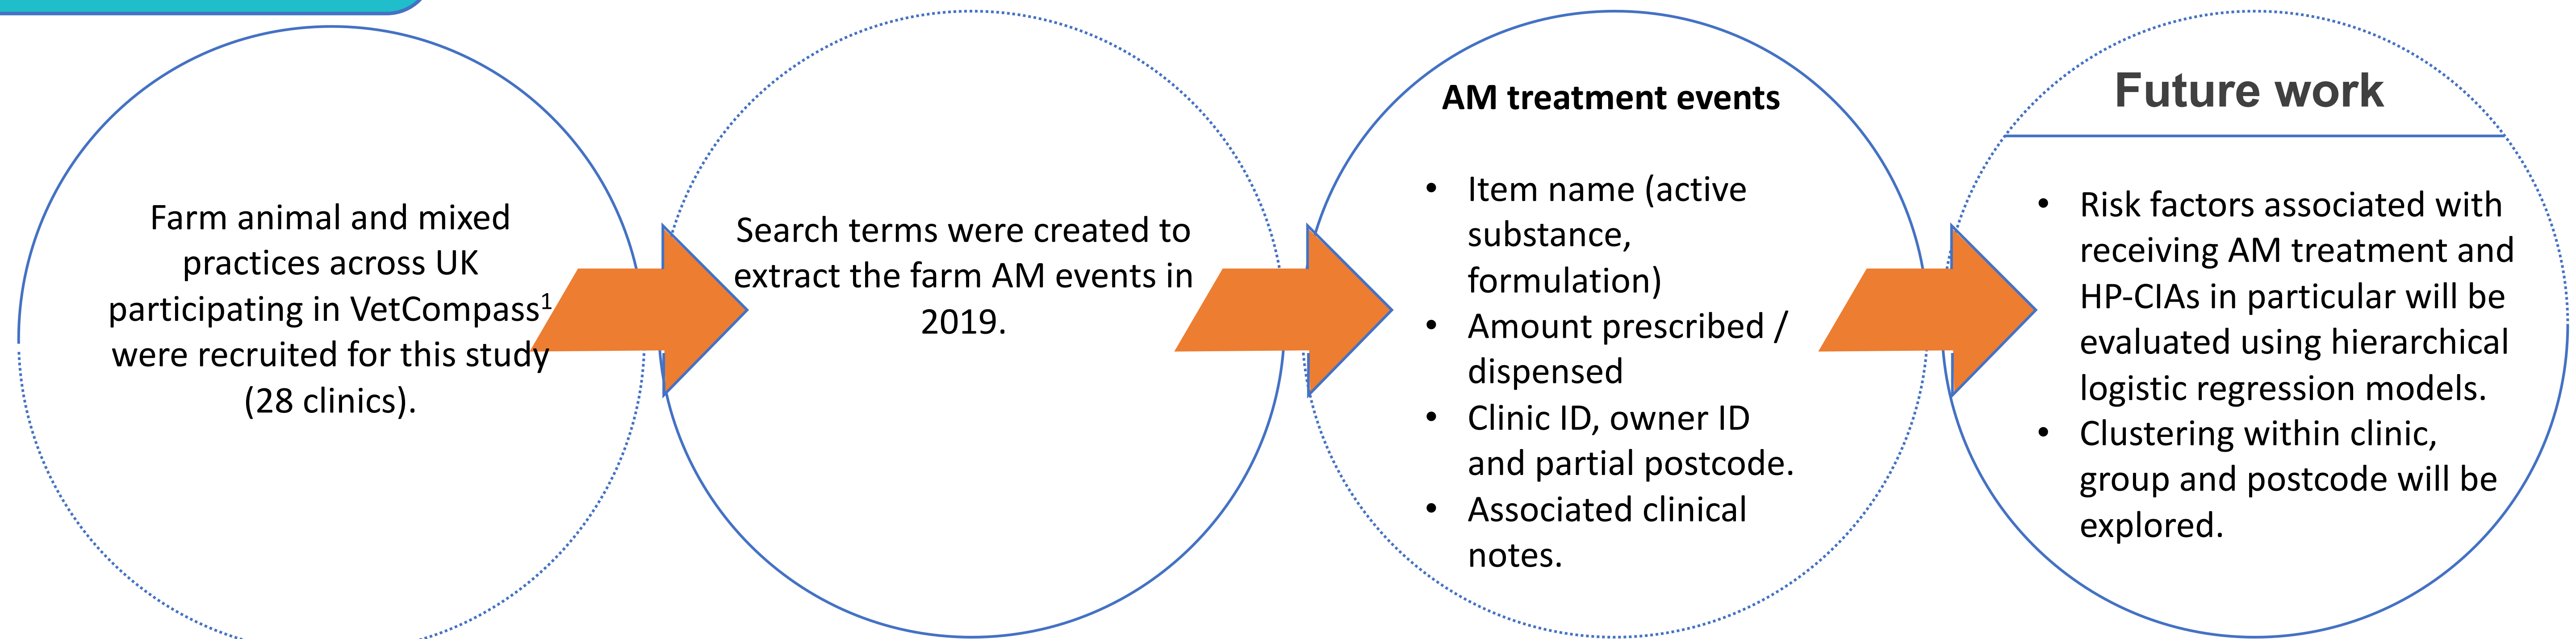 Farm animal and mixed
practices across UK
participating in VetCompass¹
were recruited for this study
(28 clinics).
Search terms were created to
extract the farm AM events in
2019.
AM treatment events
• Item name (active
substance,
formulation)
• Amount prescribed /
dispensed
• Clinic ID, owner ID
and partial postcode.
• Associated clinical
notes.
Future work
• Risk factors associated with
receiving AM treatment and
HP-CIAs in particular will be
evaluated using hierarchical
logistic regression models.
• Clustering within clinic,
group and postcode will be
explored.